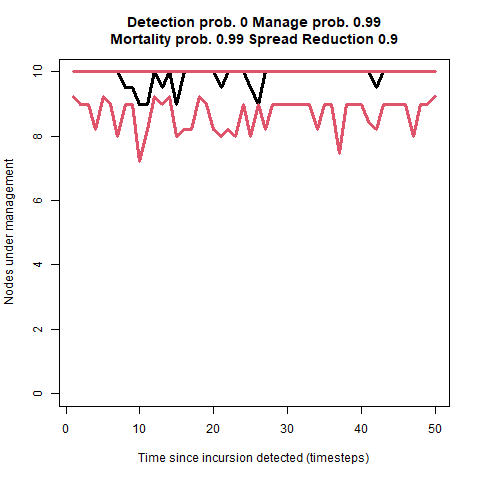 Detection prob. 0 Manage prob. 0.99
Mortality prob. 0.99 Spread Reduction 0.9
Nodes under management
10
8
6
4
2
0
0 10 20 30 40 50
Time since incursion detected (timesteps)